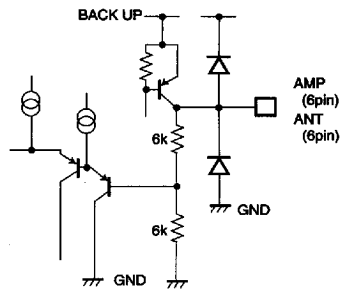 BACK UP
AMP
(6pin)
ANT
(6pin)
6k
GND
6k
GND